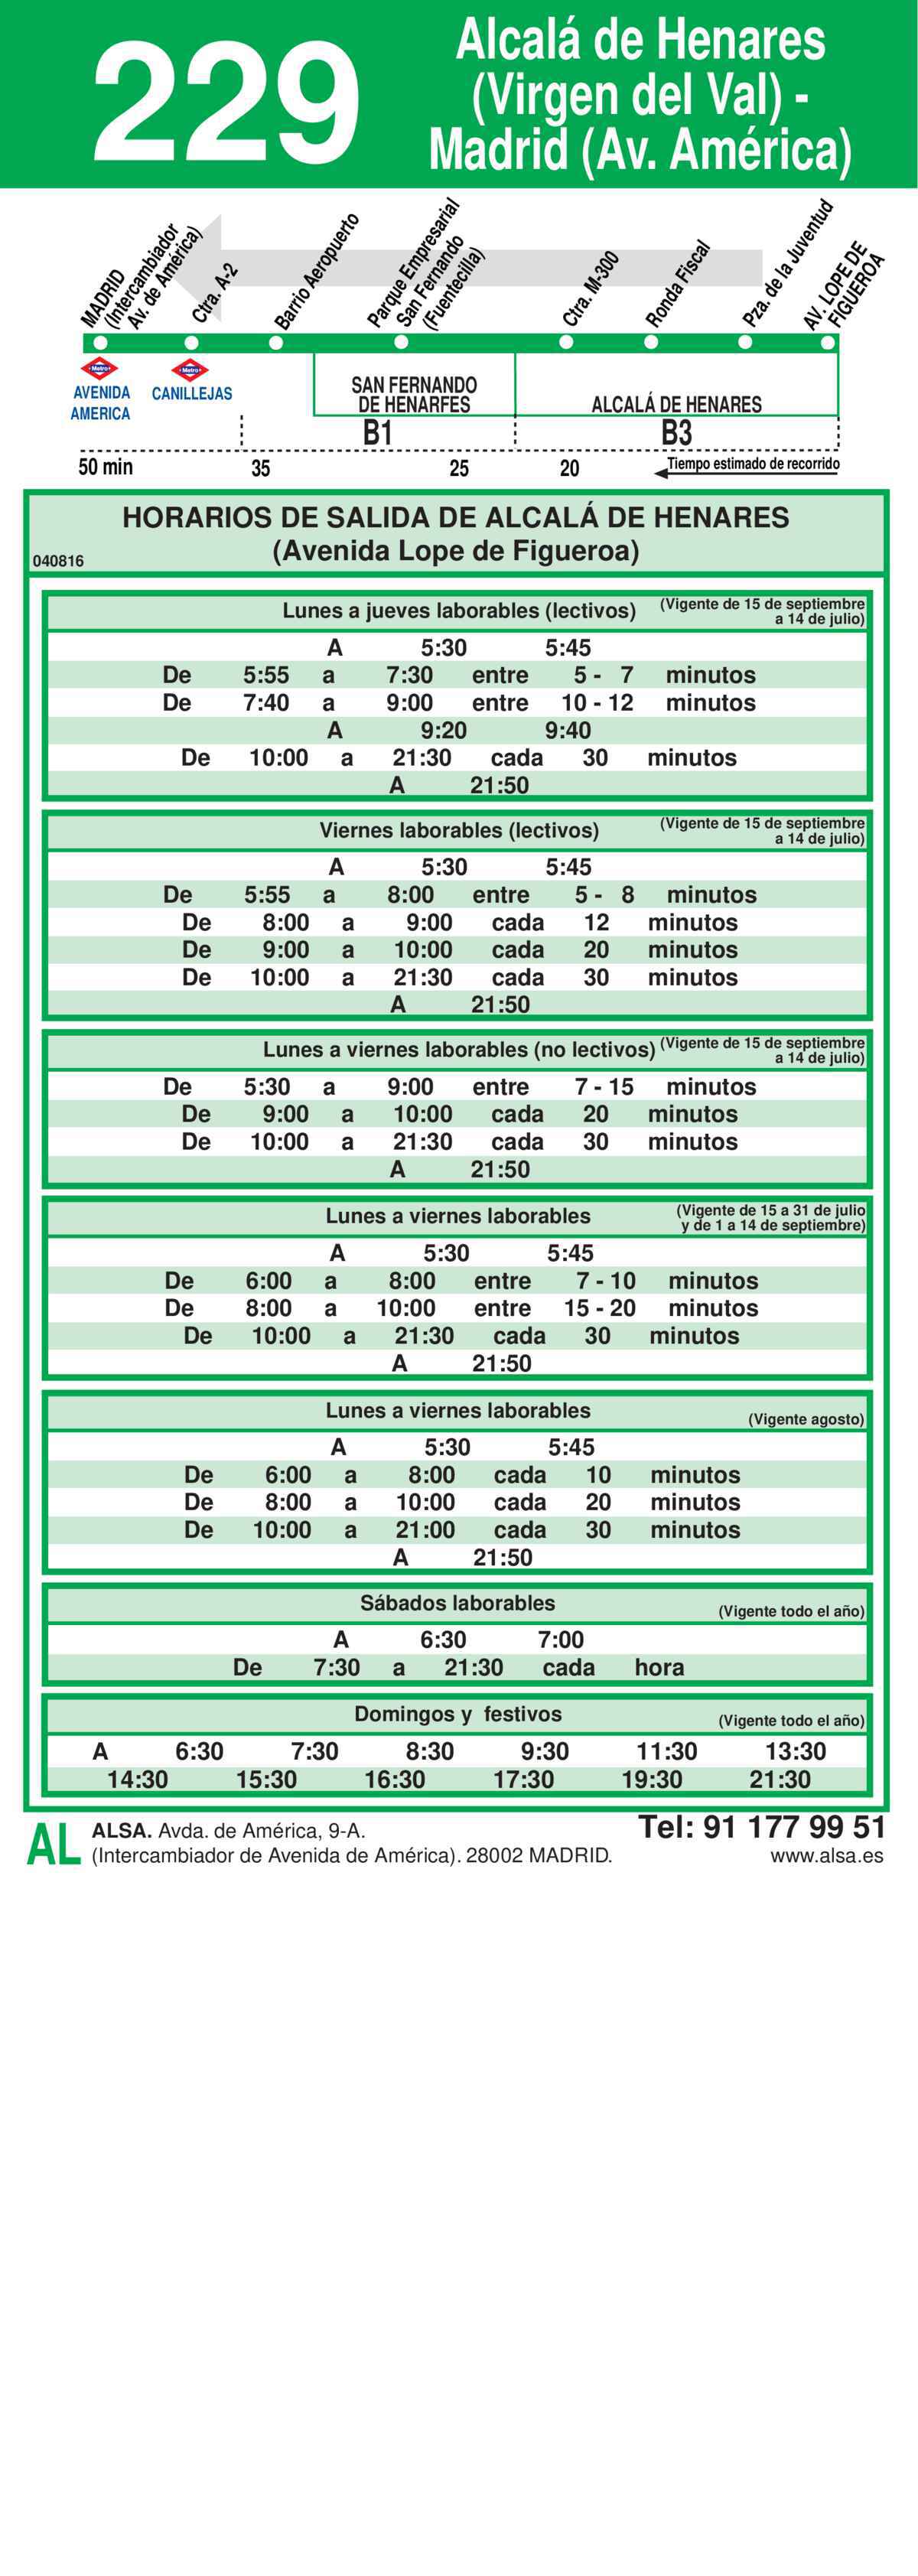 229
Alcalá de Henares
(Virgen del Val) -
Madrid (Av. América)
MADRID
(Intercambiador
Av. de América)
Ctra. A-2
Barrio Aeropuerto
Parque Empresarial
San Fernando
(Fuentecilla)
Ctra. M-300
Ronda Fiscal
Pza. de la Juventud
AV. LOPE DE
FIGUEROA
Metro Metro
AVENIDA
AMERICA
CANILLEJAS
SAN FERNANDO
DE HENARFES
ALCALÁ DE HENARES
B1 B3
50 min 35 25 20 Tiempo estimado de recorrido
HORARIOS DE SALIDA DE ALCALÁ DE HENARES
(Avenida Lope de Figueroa)
040816
Lunes a jueves laborables (lectivos) (Vigente de 15 de septiembre
a 14 de julio)
A 5:30 5:45
De 5:55 a 7:30 entre 5 - 7 minutos
De 7:40 a 9:00 entre 10 - 12 minutos
A 9:20 9:40
De 10:00 a 21:30 cada 30 minutos
A 21:50
Viernes laborables (lectivos) (Vigente de 15 de septiembre
a 14 de julio)
A 5:30 5:45
De 5:55 a 8:00 entre 5 - 8 minutos
De 8:00 a 9:00 cada 12 minutos
De 9:00 a 10:00 cada 20 minutos
De 10:00 a 21:30 cada 30 minutos
A 21:50
Lunes a viernes laborables (no lectivos) (Vigente de 15 de septiembre
a 14 de julio)
De 5:30 a 9:00 entre 7 - 15 minutos
De 9:00 a 10:00 cada 20 minutos
De 10:00 a 21:30 cada 30 minutos
A 21:50
Lunes a viernes laborables (Vigente de 15 a 31 de julio
y de 1 a 14 de septiembre)
A 5:30 5:45
De 6:00 a 8:00 entre 7 - 10 minutos
De 8:00 a 10:00 entre 15 - 20 minutos
De 10:00 a 21:30 cada 30 minutos
A 21:50
Lunes a viernes laborables (Vigente agosto)
A 5:30 5:45
De 6:00 a 8:00 cada 10 minutos
De 8:00 a 10:00 cada 20 minutos
De 10:00 a 21:00 cada 30 minutos
A 21:50
Sábados laborables (Vigente todo el año)
A 6:30 7:00
De 7:30 a 21:30 cada hora
Domingos y festivos (Vigente todo el año)
A 6:30 7:30 8:30 9:30 11:30 13:30
14:30 15:30 16:30 17:30 19:30 21:30
AL
ALSA. Avda. de América, 9-A.
(Intercambiador de Avenida de América). 28002 MADRID.
Tel: 91 177 99 51
www.alsa.es